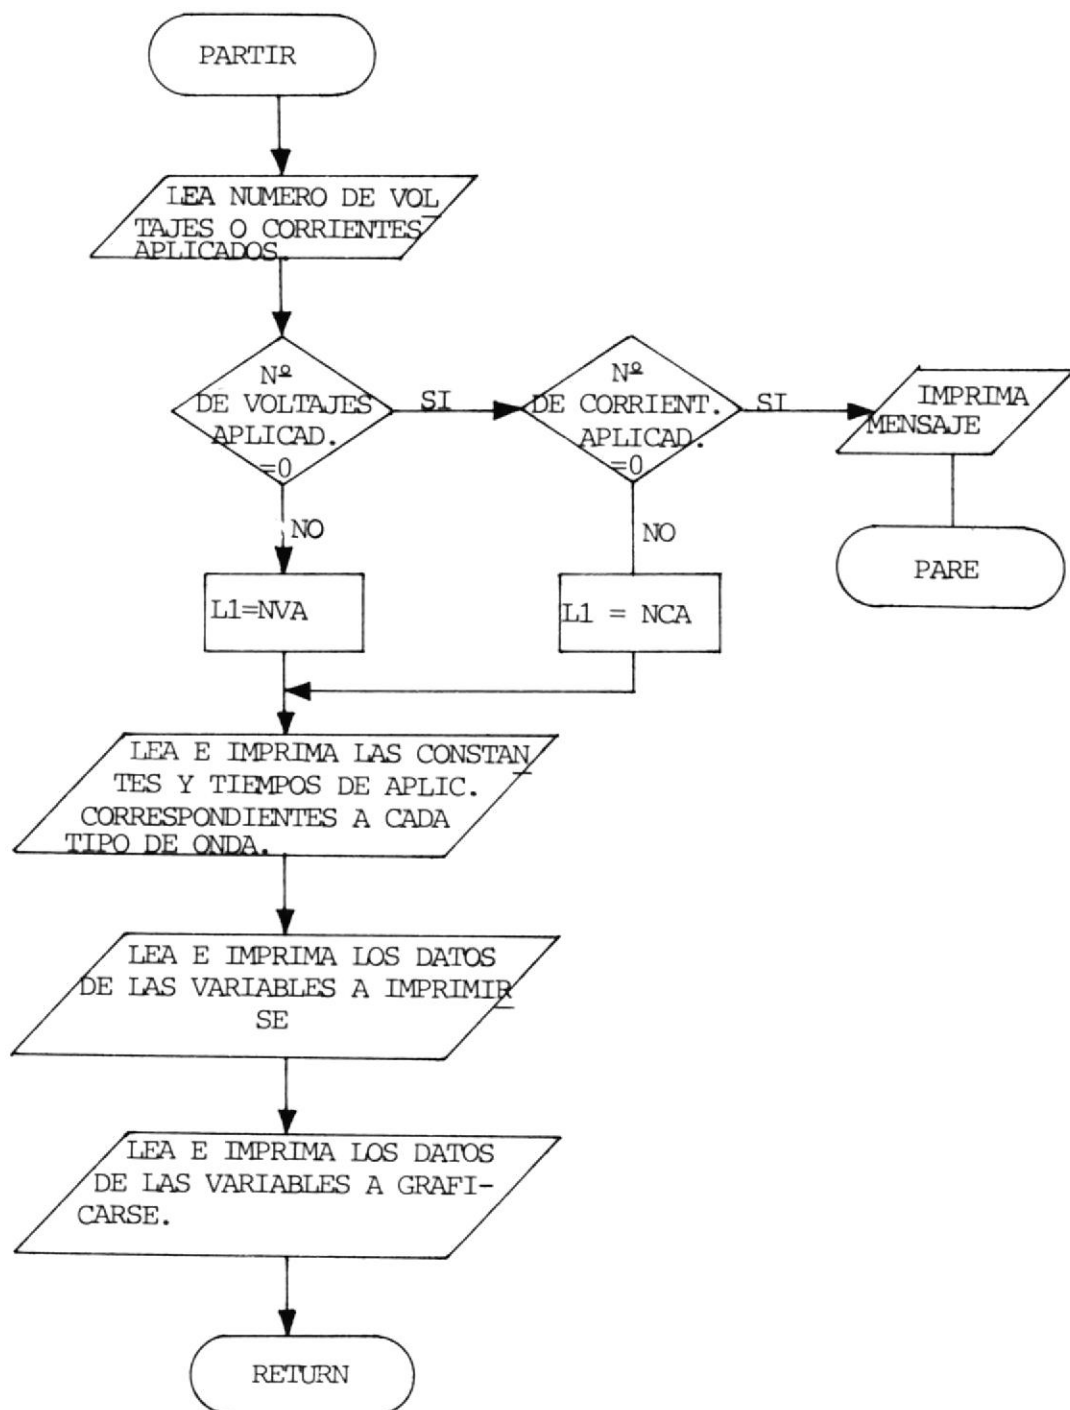 PARTIR
LEA NUMERO DE VOL
TAJES O CORRIENTES
APLICADOS.
Nº
DE VOLTAJES
APLICAD.
=0
SI
Nº
DE CORRIENT.
APLICAD.
=0
SI
IMPRIMA
MENSAJE
NO
NO
PARE
L1=NVA
L1 = NCA
LEA E IMPRIMA LAS CONSTAN
TES Y TIEMPOS DE APLIC.
CORRESPONDIENTES A CADA
TIPO DE ONDA.
LEA E IMPRIMA LOS DATOS
DE LAS VARIABLES A IMPRIMIR
SE
LEA E IMPRIMA LOS DATOS
DE LAS VARIABLES A GRAFI-
CARSE.
RETURN